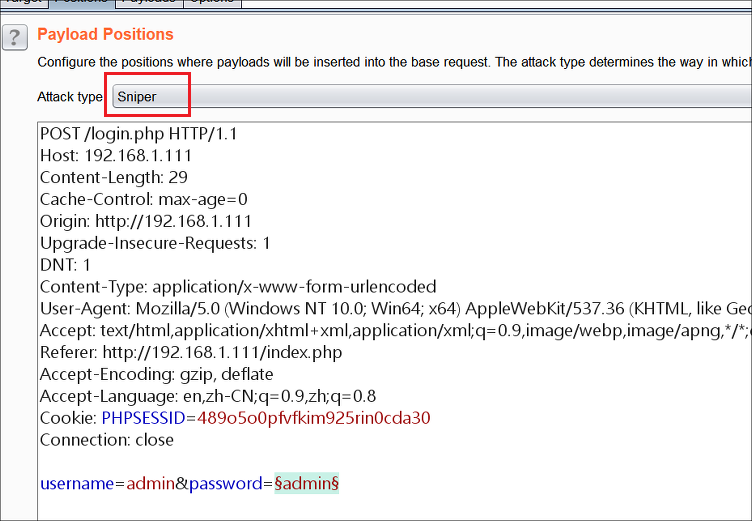 Target Positions Payloads Options
? Payload Positions
Configure the positions where payloads will be inserted into the base request. The attack type determines the way in which
Attack type Sniper
POST /login.php HTTP/1.1
Host: 192.168.1.111
Content-Length: 29
Cache-Control: max-age=0
Origin: http://192.168.1.111
Upgrade-Insecure-Requests: 1
DNT: 1
Content-Type: application/x-www-form-urlencoded
User-Agent: Mozilla/5.0 (Windows NT 10.0; Win64; x64) AppleWebKit/537.36 (KHTML, like Gec
Accept: text/html,application/xhtml+xml,application/xml;q=0.9,image/webp,image/apng,*/*;
Referer: http://192.168.1.111/index.php
Accept-Encoding: gzip, deflate
Accept-Language: en,zh-CN;q=0.9,zh;q=0.8
Cookie: PHPSESSID=489o5o0pfvfkim925rin0cda30
Connection: close
username=admin&password=§admin§